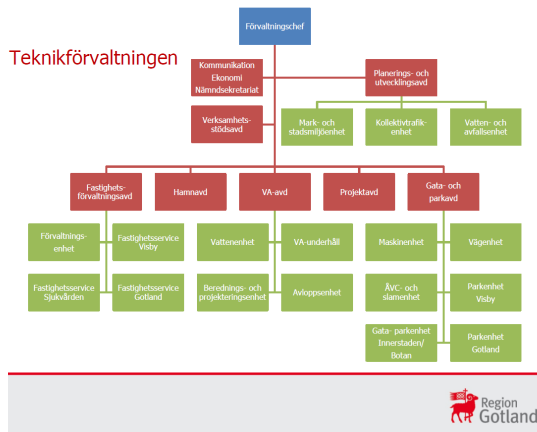 Förvaltningschef
Teknikförvaltningen
Kommunikation
Ekonomi
Nämndsekretariat
Planerings- och
utvecklingsavd
Verksamhets-
stödsavd
Mark- och
stadsmiljöenhet
Kollektivtrafik-
enhet
Vatten- och
avfallsenhet
Fastighets-
förvaltningsavd
Hamnavd
VA-avd
Projektavd
Gata- och
parkavd
Förvaltnings-
enhet
Fastighetsservice
Visby
Vattenenhet
VA-underhåll
Maskinenhet
Vägenhet
Fastighetsservice
Sjukvården
Fastighetsservice
Gotland
Berednings- och
projekteringsenhet
Avloppsenhet
ÅVC- och
slamenhet
Parkenhet
Visby
Gata- parkenhet
Innerstaden/
Botan
Parkenhet
Gotland
Region
Gotland